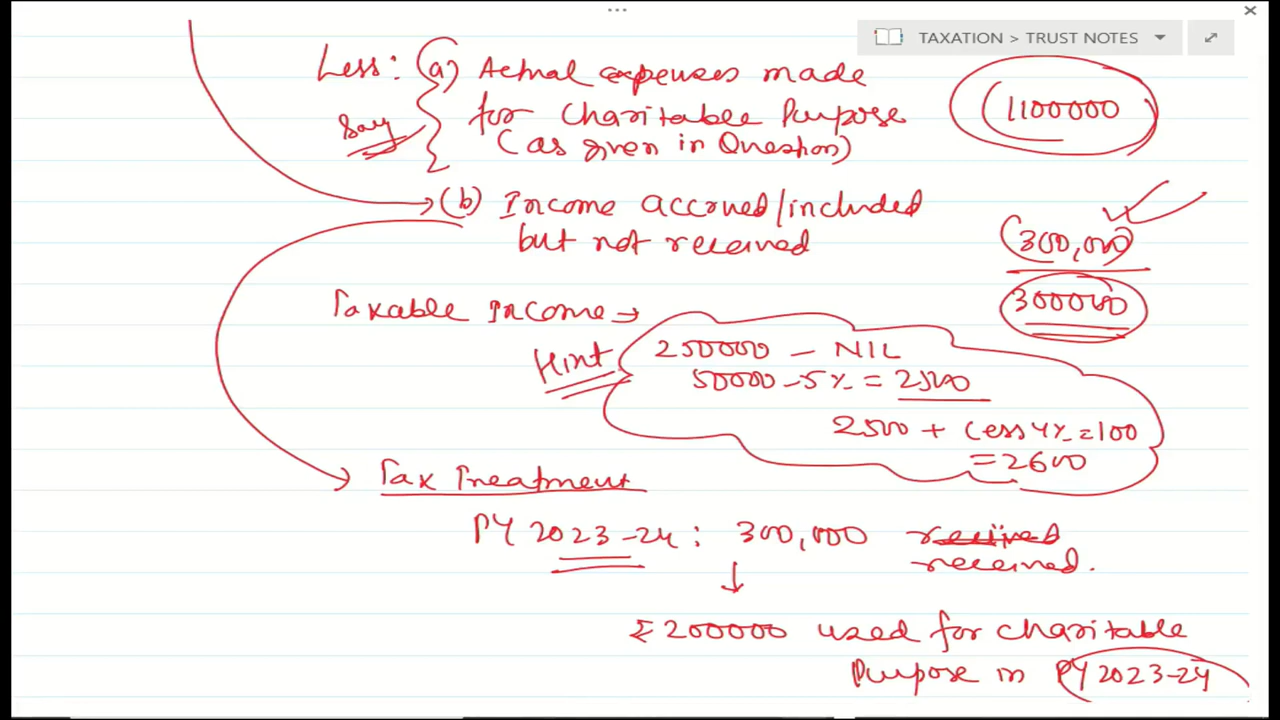 TAXATION > TRUST NOTES
Less: (a) Actual expenses made
for Charitable Purpose
(as given in Question)
Say
1100000
(b) Income accrued/included
but not received
(300,000)
300000
Taxable Income →
Hint
250000 - NIL
50000 - 5% = 2500
2500 + Cess 4% = 100
= 2600
Tax Treatment
PY 2023-24 : 300,000 received
received.
₹200000 used for charitable
Purpose in PY 2023-24